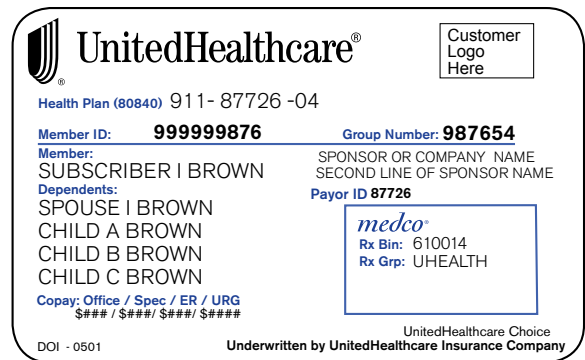 UnitedHealthcare®
®
Customer
Logo
Here
Health Plan (80840) 911- 87726 -04
Member ID: 999999876 Group Number: 987654
Member:
SUBSCRIBER I BROWN
Dependents:
SPOUSE I BROWN
CHILD A BROWN
CHILD B BROWN
CHILD C BROWN
Copay: Office / Spec / ER / URG
$### / $###/ $###/ $####
SPONSOR OR COMPANY NAME
SECOND LINE OF SPONSOR NAME
Payor ID 87726
medco®
Rx Bin: 610014
Rx Grp: UHEALTH
UnitedHealthcare Choice
DOI - 0501 Underwritten by UnitedHealthcare Insurance Company